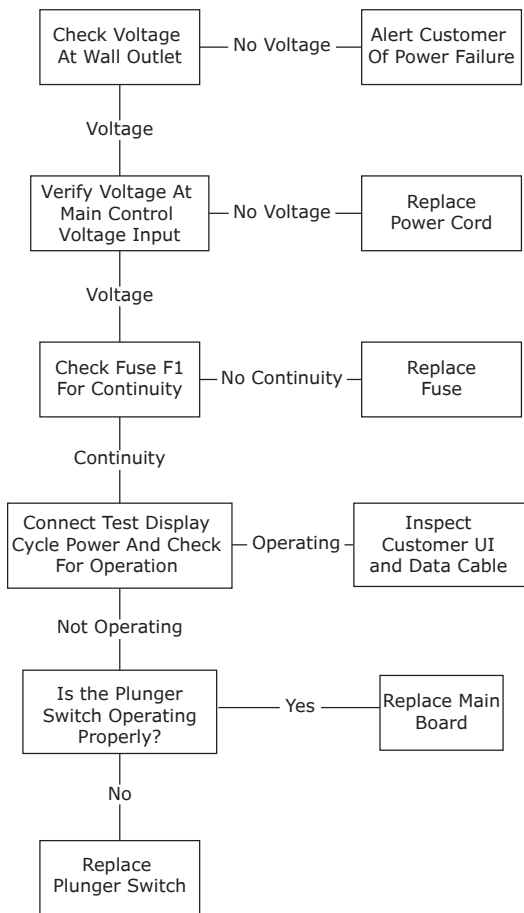 Check Voltage
At Wall Outlet
No Voltage
Alert Customer
Of Power Failure
Voltage
Verify Voltage At
Main Control
Voltage Input
No Voltage
Replace
Power Cord
Voltage
Check Fuse F1
For Continuity
No Continuity
Replace
Fuse
Continuity
Connect Test Display
Cycle Power And Check
For Operation
Operating
Inspect
Customer UI
and Data Cable
Not Operating
Is the Plunger
Switch Operating
Properly?
Yes
Replace Main
Board
No
Replace
Plunger Switch